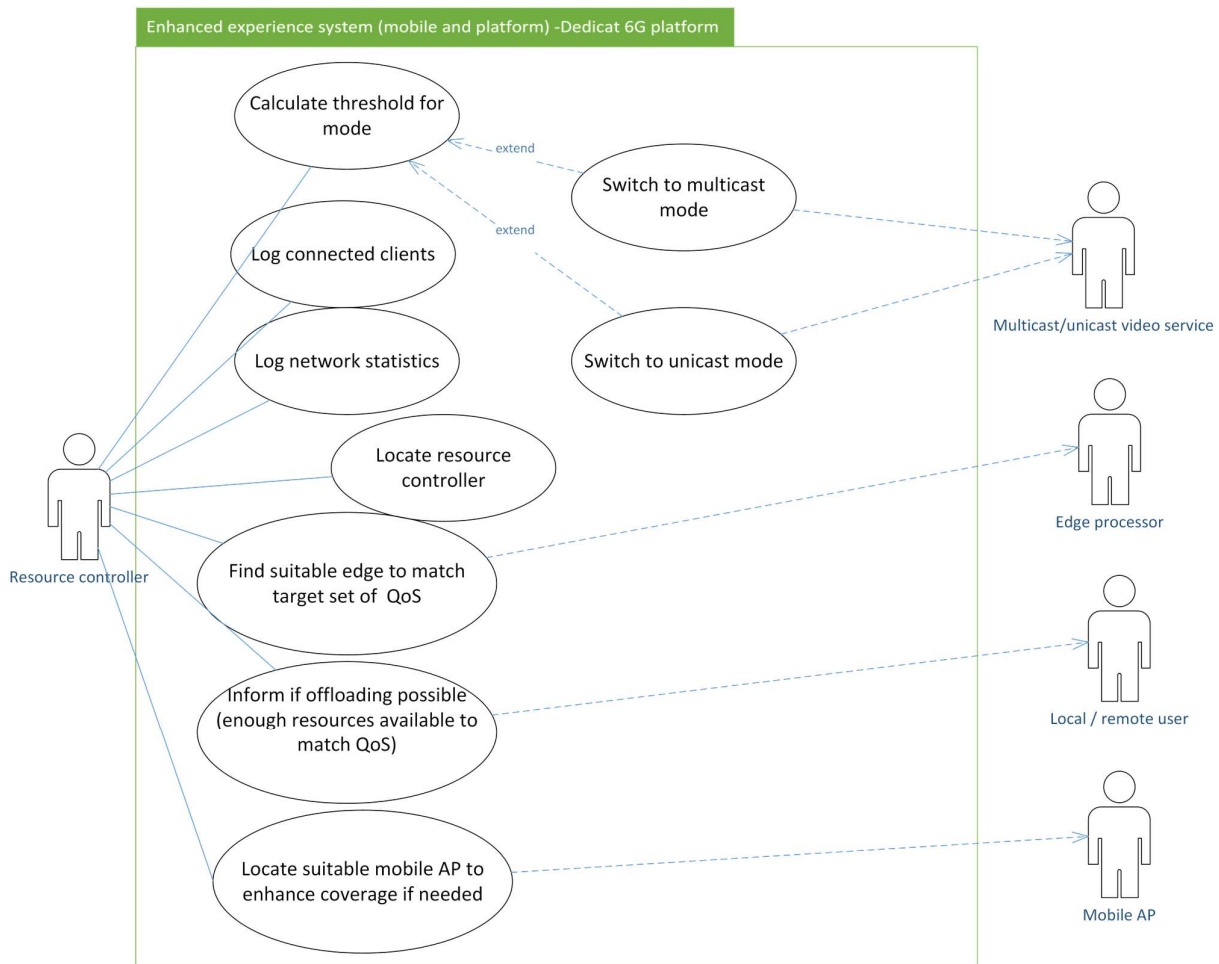 Enhanced experience system (mobile and platform) -Dedicat 6G platform
Calculate threshold for
mode
extend
Switch to multicast
mode
Log connected clients
extend
Multicast/unicast video service
Log network statistics
Switch to unicast mode
Locate resource
controller
Edge processor
Resource controller
Find suitable edge to match
target set of QoS
Inform if offloading possible
(enough resources available to
match QoS)
Local / remote user
Locate suitable mobile AP to
enhance coverage if needed
Mobile AP